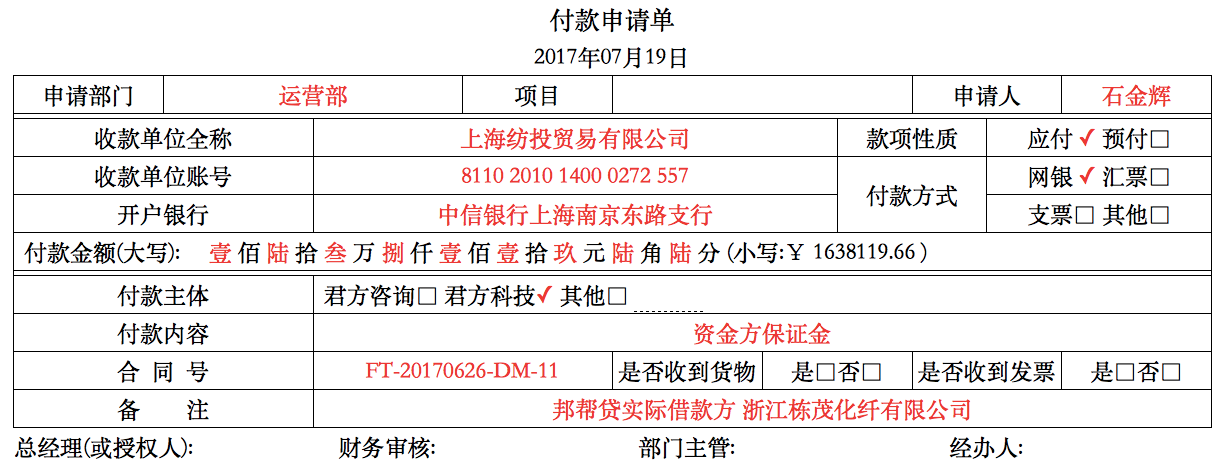 付款申请单
2017年07月19日
申请部门 运营部 项目 申请人 石金辉
收款单位全称 上海纺投贸易有限公司 款项性质 应付 ✓ 预付□
收款单位账号 8110 2010 1400 0272 557 付款方式 网银 ✓ 汇票□
开户银行 中信银行上海南京东路支行 支票□ 其他□
付款金额(大写): 壹 佰 陆 拾 叁 万 捌 仟 壹 佰 壹 拾 玖 元 陆 角 陆 分 (小写:¥ 1638119.66 )
付款主体 君方咨询□ 君方科技✓ 其他□
付款内容 资金方保证金
合 同 号 FT-20170626-DM-11 是否收到货物 是□否□ 是否收到发票 是□否□
备 注 邦帮贷实际借款方 浙江栋茂化纤有限公司
总经理(或授权人): 财务审核: 部门主管: 经办人: